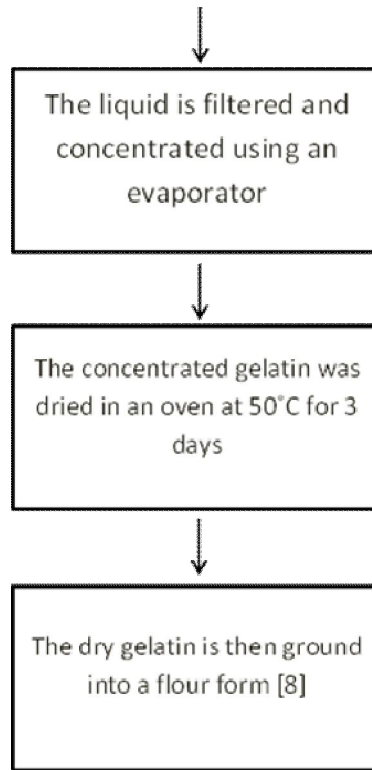 The liquid is filtered and
concentrated using an
evaporator
The concentrated gelatin was
dried in an oven at 50˚C for 3
days
The dry gelatin is then ground
into a flour form [8]